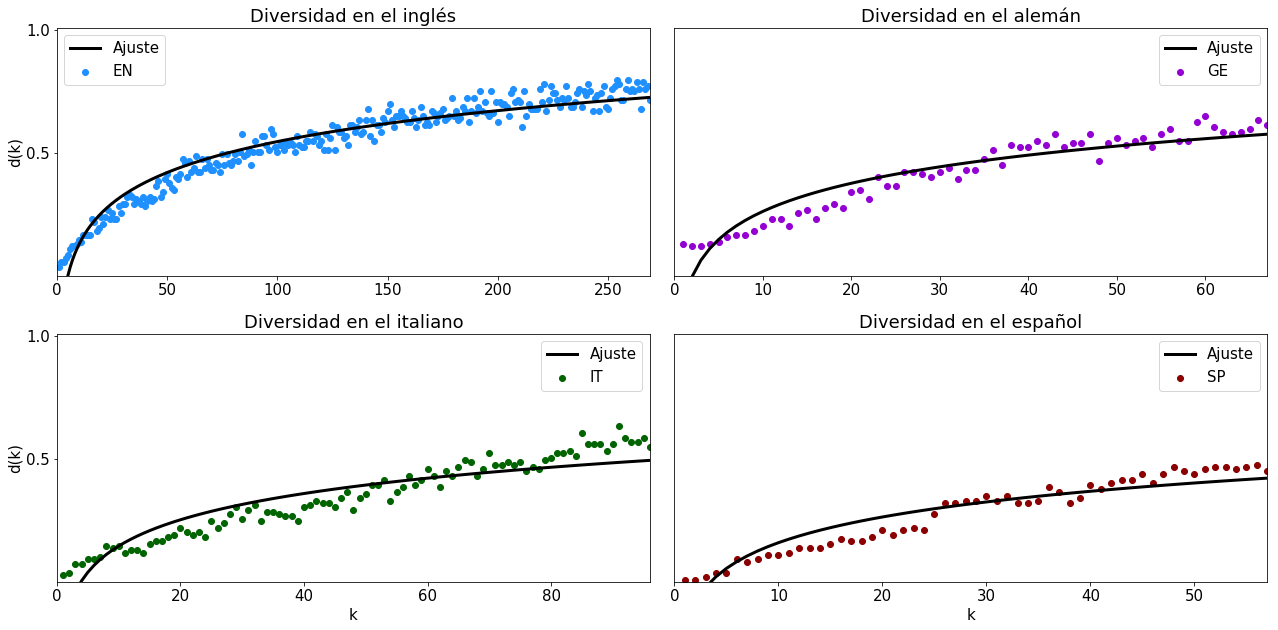 Diversidad en el inglés
1.0
0.5
d(k)
Ajuste
EN
0 50 100 150 200 250
Diversidad en el alemán
Ajuste
GE
0 10 20 30 40 50 60
Diversidad en el italiano
1.0
0.5
d(k)
Ajuste
IT
0 20 40 60 80
k
Diversidad en el español
Ajuste
SP
0 10 20 30 40 50
k